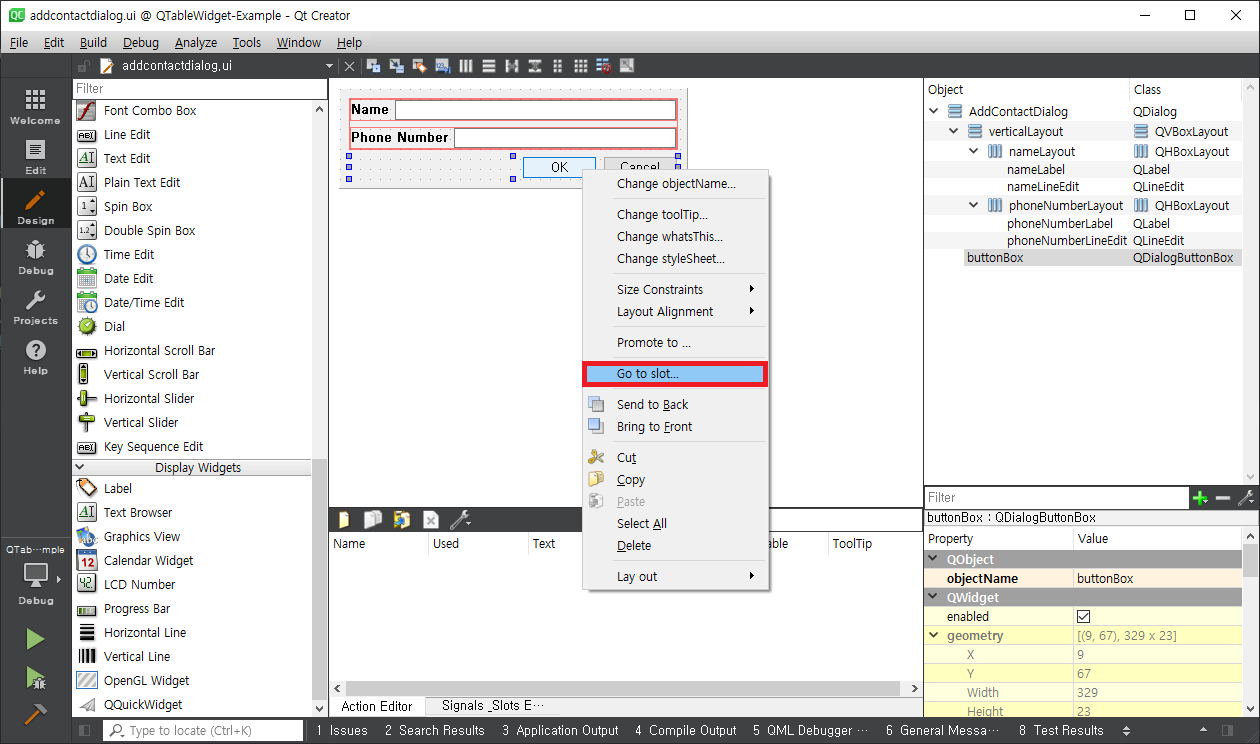 addcontactdialog.ui @ QTableWidget-Example - Qt Creator
File Edit Build Debug Analyze Tools Window Help
addcontactdialog.ui
Welcome
Edit
Design
Debug
Projects
Help
QTab···mple
Debug
Filter
Font Combo Box
Line Edit
Text Edit
Plain Text Edit
Spin Box
Double Spin Box
Time Edit
Date Edit
Date/Time Edit
Dial
Horizontal Scroll Bar
Vertical Scroll Bar
Horizontal Slider
Vertical Slider
Key Sequence Edit
Display Widgets
Label
Text Browser
Graphics View
Calendar Widget
LCD Number
Progress Bar
Horizontal Line
Vertical Line
OpenGL Widget
QQuickWidget
Name
Phone Number
OK Cancel
Change objectName...
Change toolTip...
Change whatsThis...
Change styleSheet...
Size Constraints
Layout Alignment
Promote to ...
Go to slot...
Send to Back
Bring to Front
Cut
Copy
Paste
Select All
Delete
Lay out
Name Used Text able ToolTip
Action Editor Signals _Slots E···
Object Class
AddContactDialog QDialog
verticalLayout QVBoxLayout
nameLayout QHBoxLayout
nameLabel QLabel
nameLineEdit QLineEdit
phoneNumberLayout QHBoxLayout
phoneNumberLabel QLabel
phoneNumberLineEdit QLineEdit
buttonBox QDialogButtonBox
Filter
buttonBox : QDialogButtonBox
Property Value
QObject
objectName buttonBox
QWidget
enabled
geometry [(9, 67), 329 x 23]
X 9
Y 67
Width 329
Height 23
Type to locate (Ctrl+K) 1 Issues 2 Search Results 3 Application Output 4 Compile Output 5 QML Debugger ··· 6 General Messa··· 8 Test Results